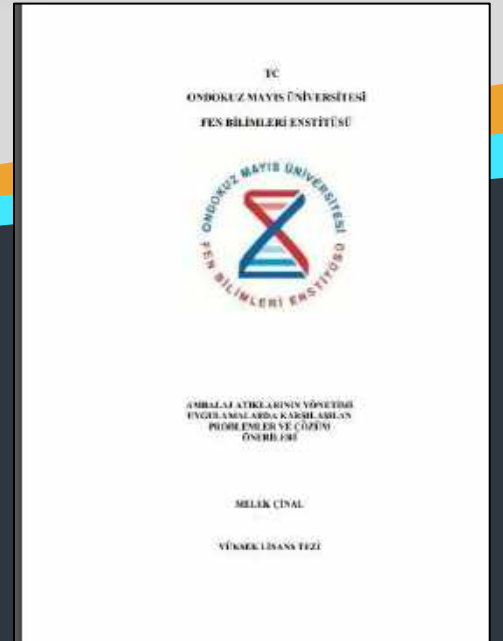 TC
ONDOKUZ MAYIS ÜNİVERSİTESİ
FEN BİLİMLERİ ENSTİTÜSÜ
ONDOKUZ MAYIS ÜNİVERSİTESİ
FEN BİLİMLERİ ENSTİTÜSÜ
AMBALAJ ATIKLARININ YÖNETİMİ
UYGULAMALARDA KARŞILAŞILAN
PROBLEMLER VE ÇÖZÜM
ÖNERİLERİ
MELEK ÇİNAL
YÜKSEK LİSANS TEZİ